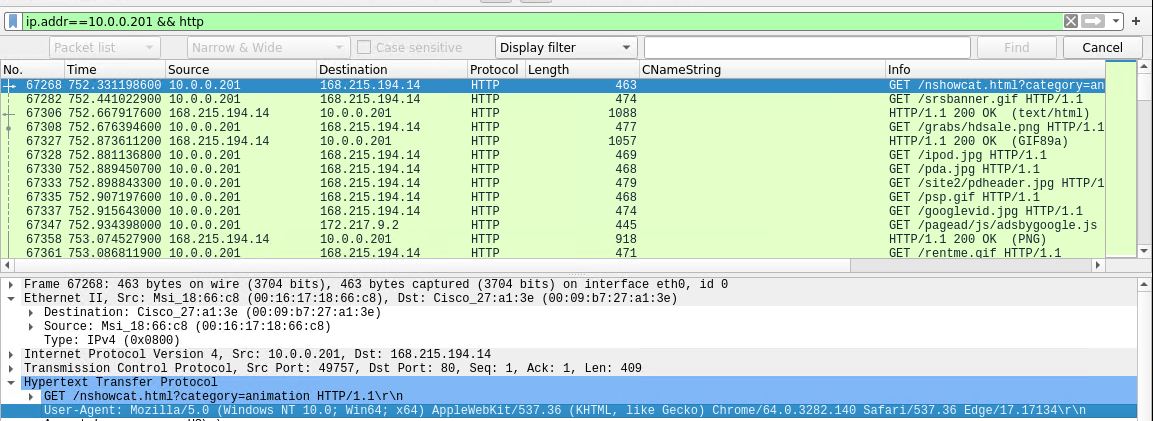 ip.addr==10.0.0.201 && http
Packet list Narrow & Wide Case sensitive Display filter Find Cancel
No. Time Source Destination Protocol Length CNameString Info
67268 752.331198600 10.0.0.201 168.215.194.14 HTTP 463 GET /nshowcat.html?category=an
67282 752.441022900 10.0.0.201 168.215.194.14 HTTP 474 GET /srsbanner.gif HTTP/1.1
67306 752.667917600 168.215.194.14 10.0.0.201 HTTP 1088 HTTP/1.1 200 OK (text/html)
67308 752.676394600 10.0.0.201 168.215.194.14 HTTP 477 GET /grabs/hdsale.png HTTP/1.1
67327 752.873611200 168.215.194.14 10.0.0.201 HTTP 1057 HTTP/1.1 200 OK (GIF89a)
67328 752.881136800 10.0.0.201 168.215.194.14 HTTP 469 GET /ipod.jpg HTTP/1.1
67330 752.889450700 10.0.0.201 168.215.194.14 HTTP 468 GET /pda.jpg HTTP/1.1
67333 752.898843300 10.0.0.201 168.215.194.14 HTTP 479 GET /site2/pdheader.jpg HTTP/1
67335 752.907197600 10.0.0.201 168.215.194.14 HTTP 468 GET /psp.gif HTTP/1.1
67337 752.915643000 10.0.0.201 168.215.194.14 HTTP 474 GET /googlevid.jpg HTTP/1.1
67347 752.934398000 10.0.0.201 172.217.9.2 HTTP 445 GET /pagead/js/adsbygoogle.js
67358 753.074527900 168.215.194.14 10.0.0.201 HTTP 918 HTTP/1.1 200 OK (PNG)
67361 753.086811900 10.0.0.201 168.215.194.14 HTTP 471 GET /rentme.gif HTTP/1.1
Frame 67268: 463 bytes on wire (3704 bits), 463 bytes captured (3704 bits) on interface eth0, id 0
Ethernet II, Src: Msi_18:66:c8 (00:16:17:18:66:c8), Dst: Cisco_27:a1:3e (00:09:b7:27:a1:3e)
Destination: Cisco_27:a1:3e (00:09:b7:27:a1:3e)
Source: Msi_18:66:c8 (00:16:17:18:66:c8)
Type: IPv4 (0x0800)
Internet Protocol Version 4, Src: 10.0.0.201, Dst: 168.215.194.14
Transmission Control Protocol, Src Port: 49757, Dst Port: 80, Seq: 1, Ack: 1, Len: 409
Hypertext Transfer Protocol
GET /nshowcat.html?category=animation HTTP/1.1\r\n
User-Agent: Mozilla/5.0 (Windows NT 10.0; Win64; x64) AppleWebKit/537.36 (KHTML, like Gecko) Chrome/64.0.3282.140 Safari/537.36 Edge/17.17134\r\n